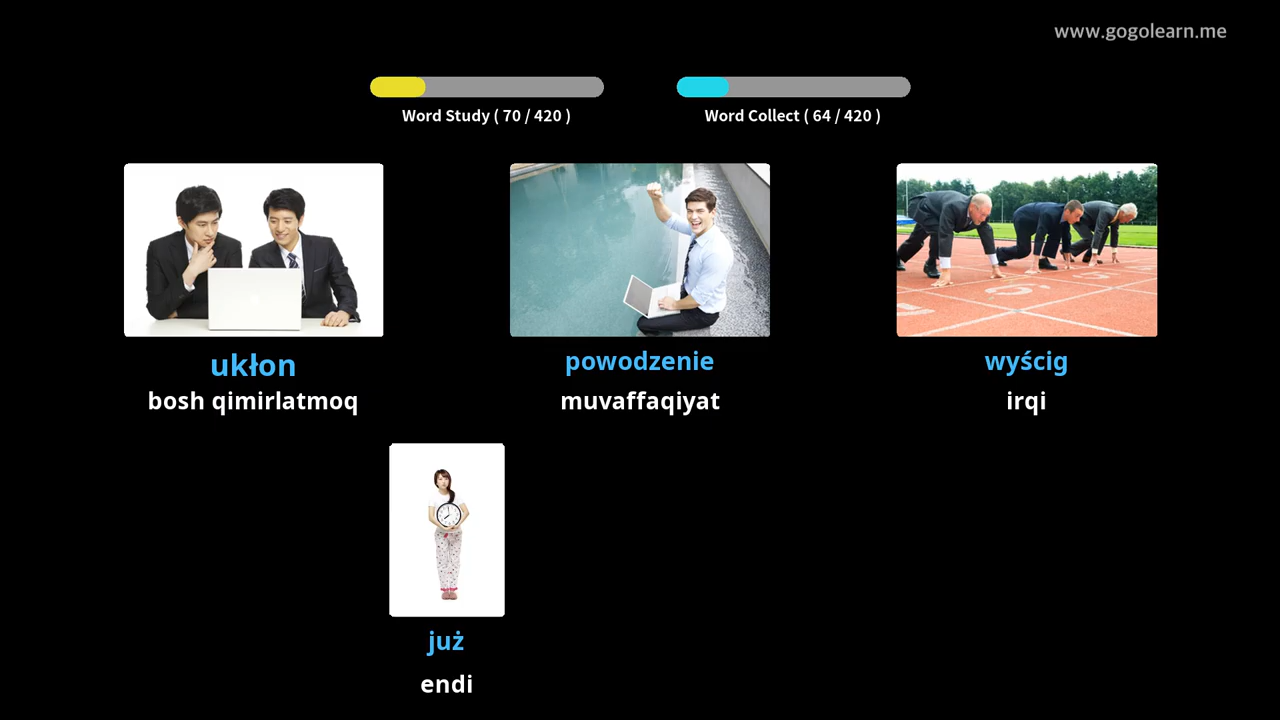 www.gogolearn.me
Word Study ( 70 / 420 )
Word Collect ( 64 / 420 )
ukłon
bosh qimirlatmoq
powodzenie
muvaffaqiyat
wyścig
irqi
już
endi